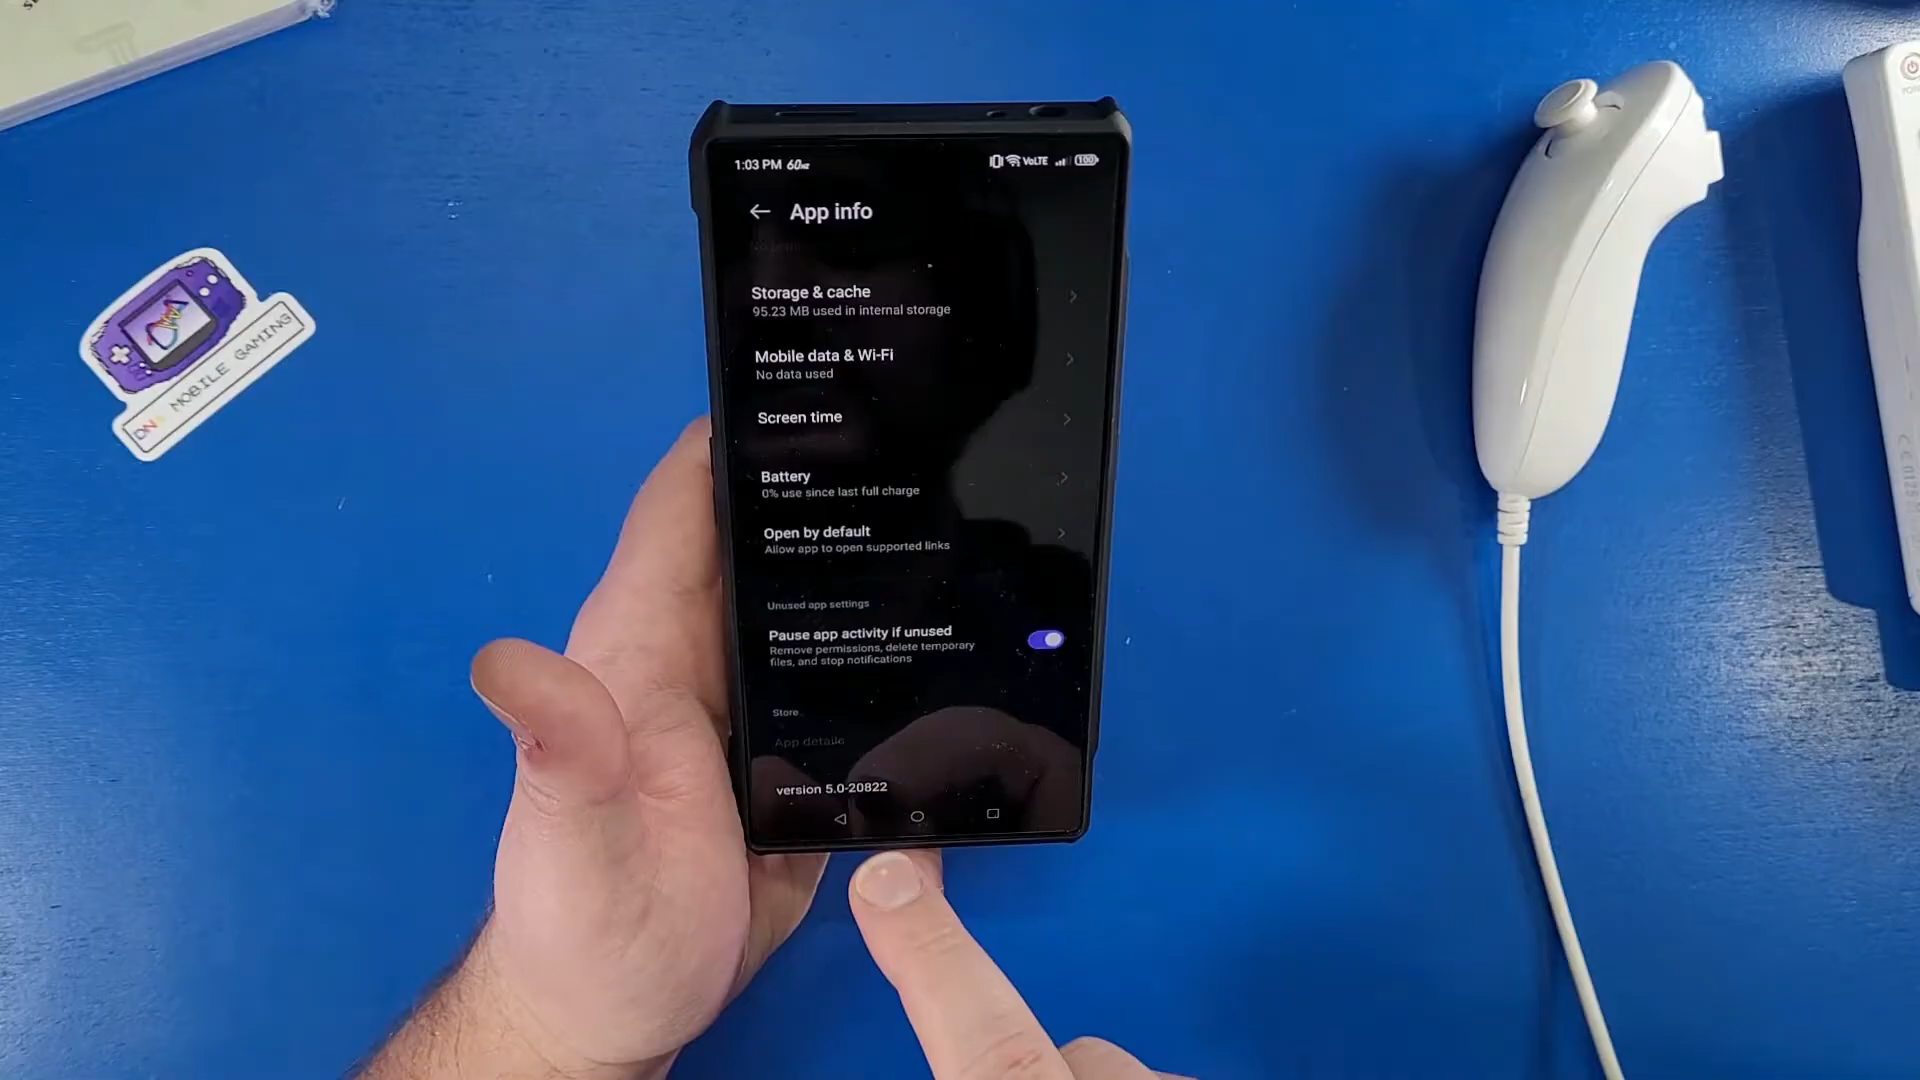 1:03 PM 60HZ
VoLTE 100
App info
Storage & cache
95.23 MB used in internal storage
Mobile data & Wi-Fi
No data used
Screen time
Battery
0% use since last full charge
Open by default
Allow app to open supported links
Unused app settings
Pause app activity if unused
Remove permissions, delete temporary
files, and stop notifications
Store
App details
version 5.0-20822
DNA
DNA MOBILE GAMING